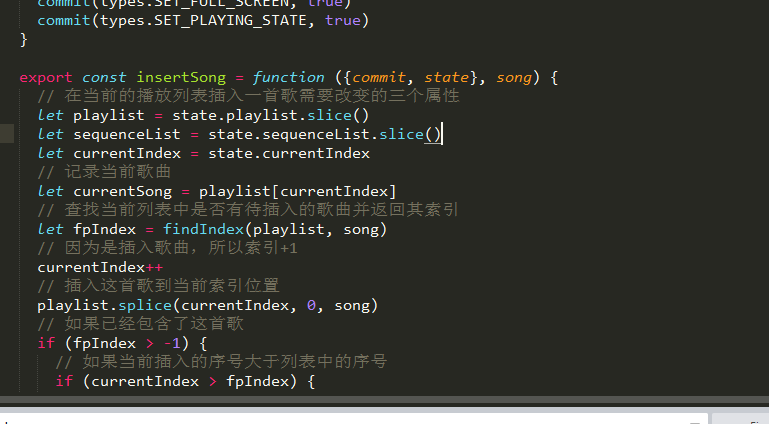 commit(types.SET_FULL_SCREEN, true)
commit(types.SET_PLAYING_STATE, true)
}
export const insertSong = function ({commit, state}, song) {
// 在当前的播放列表插入一首歌需要改变的三个属性
let playlist = state.playlist.slice()
let sequenceList = state.sequenceList.slice()
let currentIndex = state.currentIndex
// 记录当前歌曲
let currentSong = playlist[currentIndex]
// 查找当前列表中是否有待插入的歌曲并返回其索引
let fpIndex = findIndex(playlist, song)
// 因为是插入歌曲，所以索引+1
currentIndex++
// 插入这首歌到当前索引位置
playlist.splice(currentIndex, 0, song)
// 如果已经包含了这首歌
if (fpIndex > -1) {
// 如果当前插入的序号大于列表中的序号
if (currentIndex > fpIndex) {